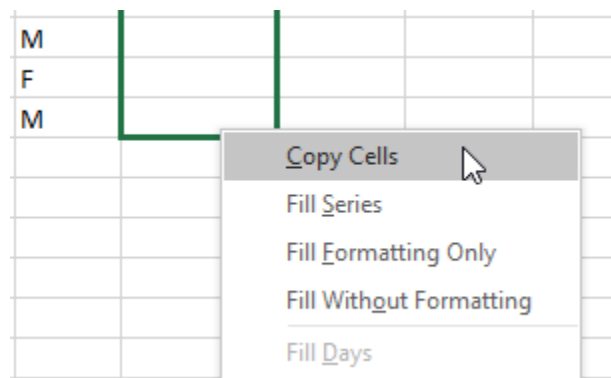 M
F
M
Copy Cells
Fill Series
Fill Formatting Only
Fill Without Formatting
Fill Days